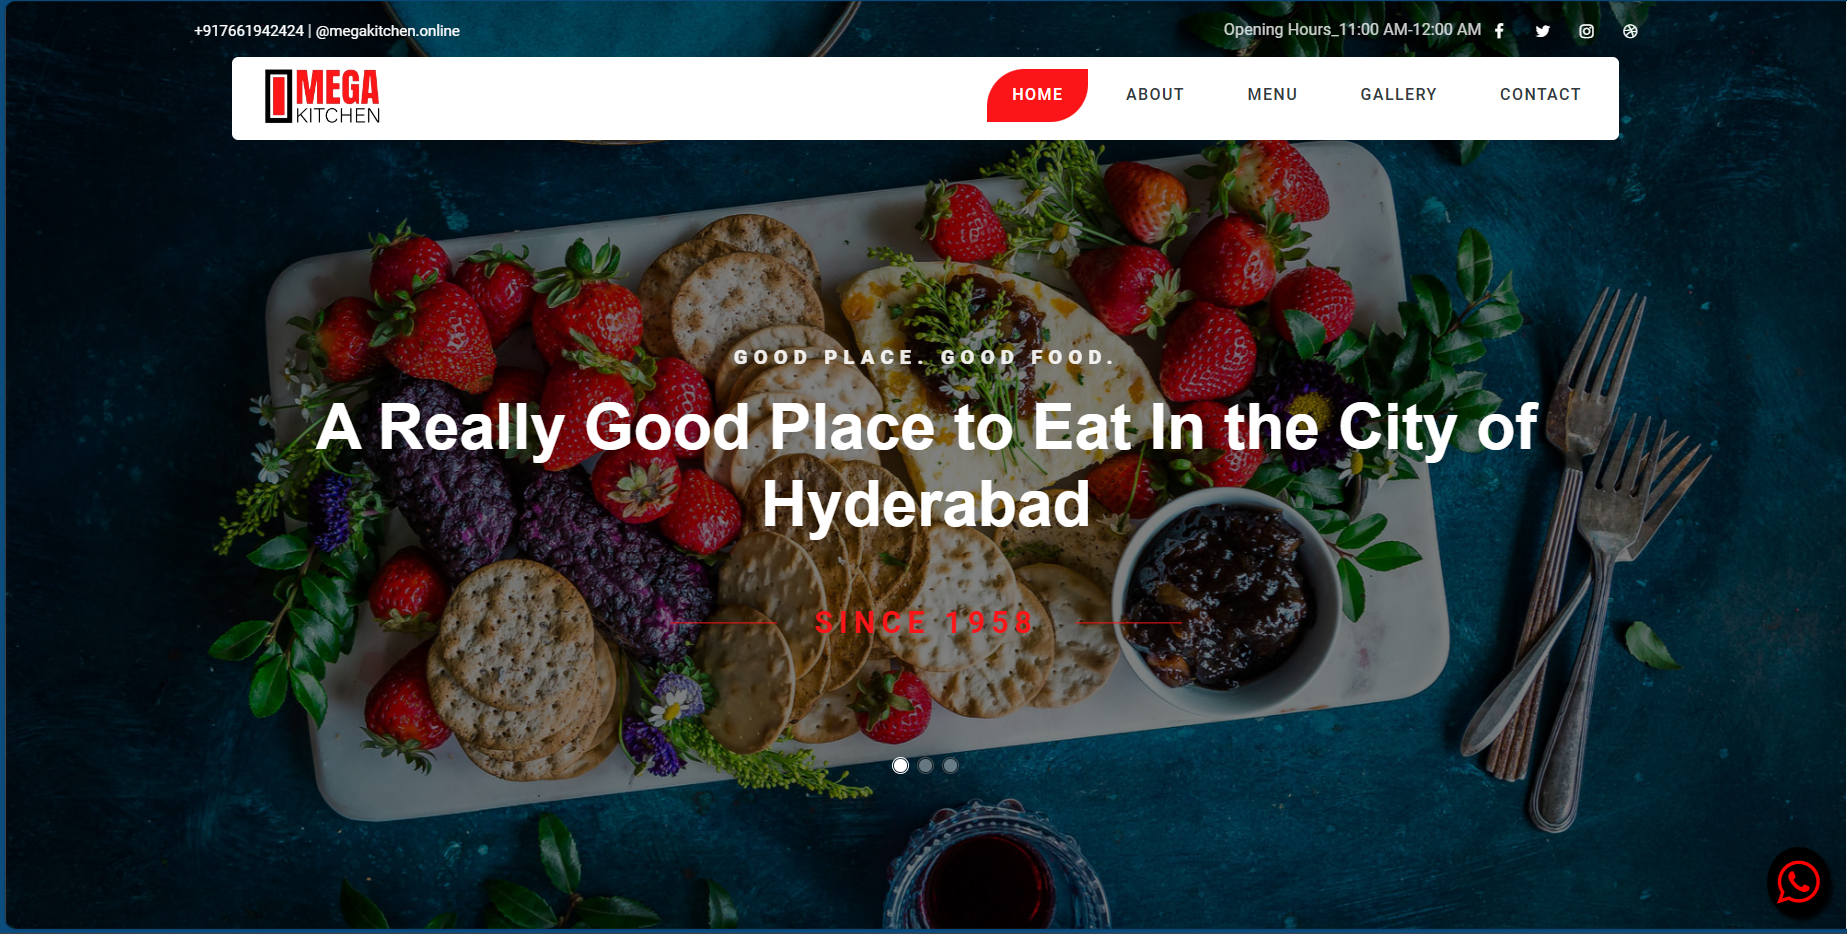 +917661942424 | @megakitchen.online
Opening Hours_11:00 AM-12:00 AM
MEGA
KITCHEN
HOME
ABOUT
MENU
GALLERY
CONTACT
GOOD PLACE. GOOD FOOD.
A Really Good Place to Eat In the City of
Hyderabad
SINCE 1958